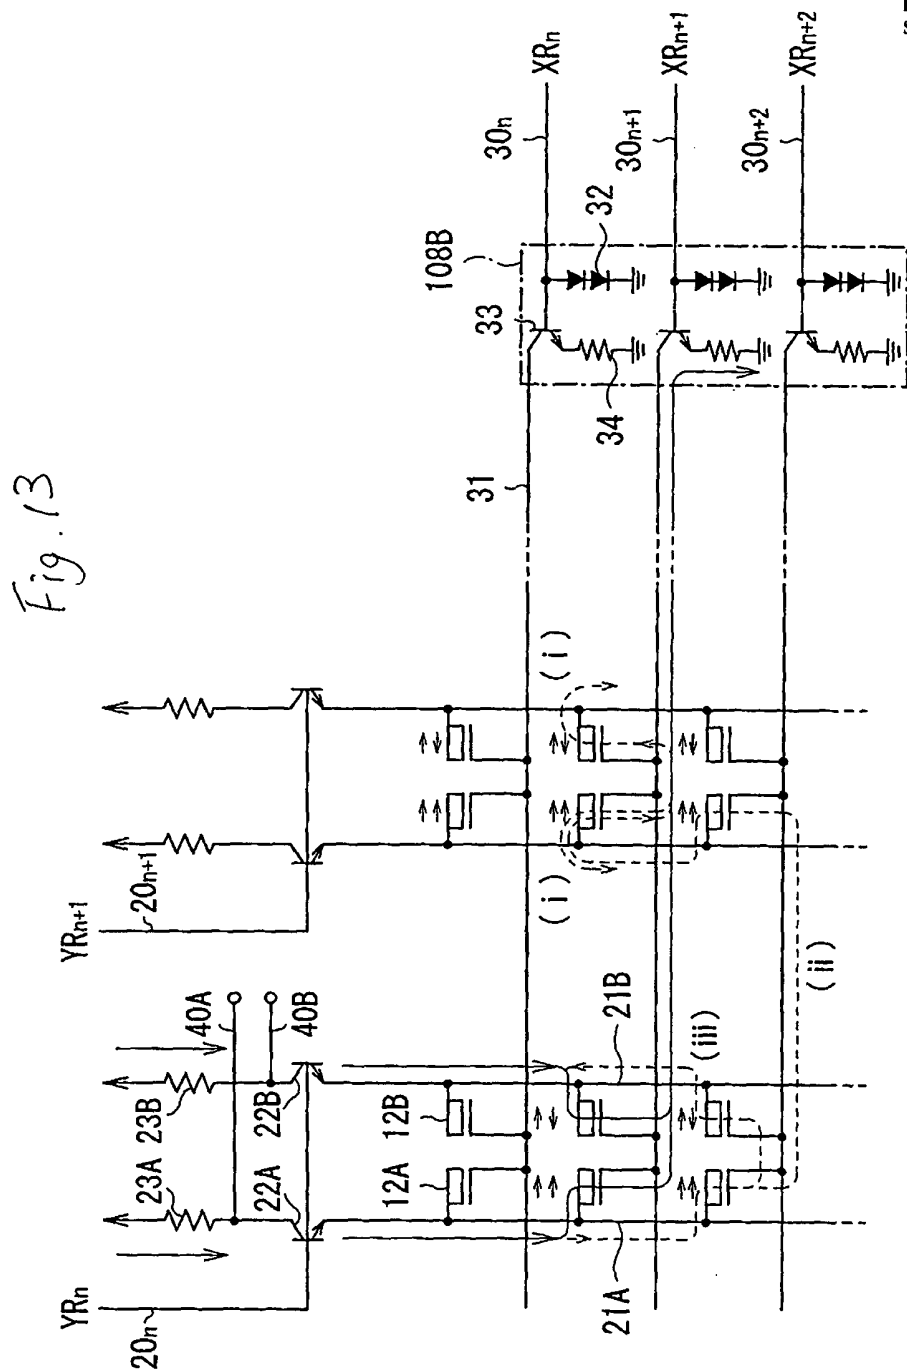 Fig. 13
YRn
20n
YRn+1
20n+1
23A
23B
40A
40B
22A
22B
12A
12B
21A
21B
(i)
(i)
(ii)
(iii)
31
108B
33
34
32
30n
XRn
30n+1
XRn+1
30n+2
XRn+2